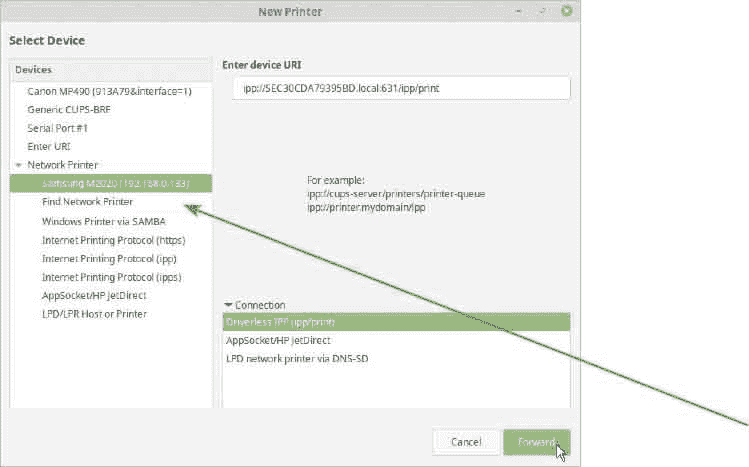 New Printer
Select Device
Devices
Canon MP490 (913A79&interface=1)
Generic CUPS-BRF
Serial Port #1
Enter URI
Network Printer
Samsung M2020 (192.168.0.133)
Find Network Printer
Windows Printer via SAMBA
Internet Printing Protocol (https)
Internet Printing Protocol (ipp)
Internet Printing Protocol (ipps)
AppSocket/HP JetDirect
LPD/LPR Host or Printer
Enter device URI
ipp://SEC30CDA79395BD.local:631/ipp/print
For example:
ipp://cups-server/printers/printer-queue
ipp://printer.mydomain/ipp
Connection
Driverless IPP (ipp/print)
AppSocket/HP JetDirect
LPD network printer via DNS-SD
Cancel
Forward